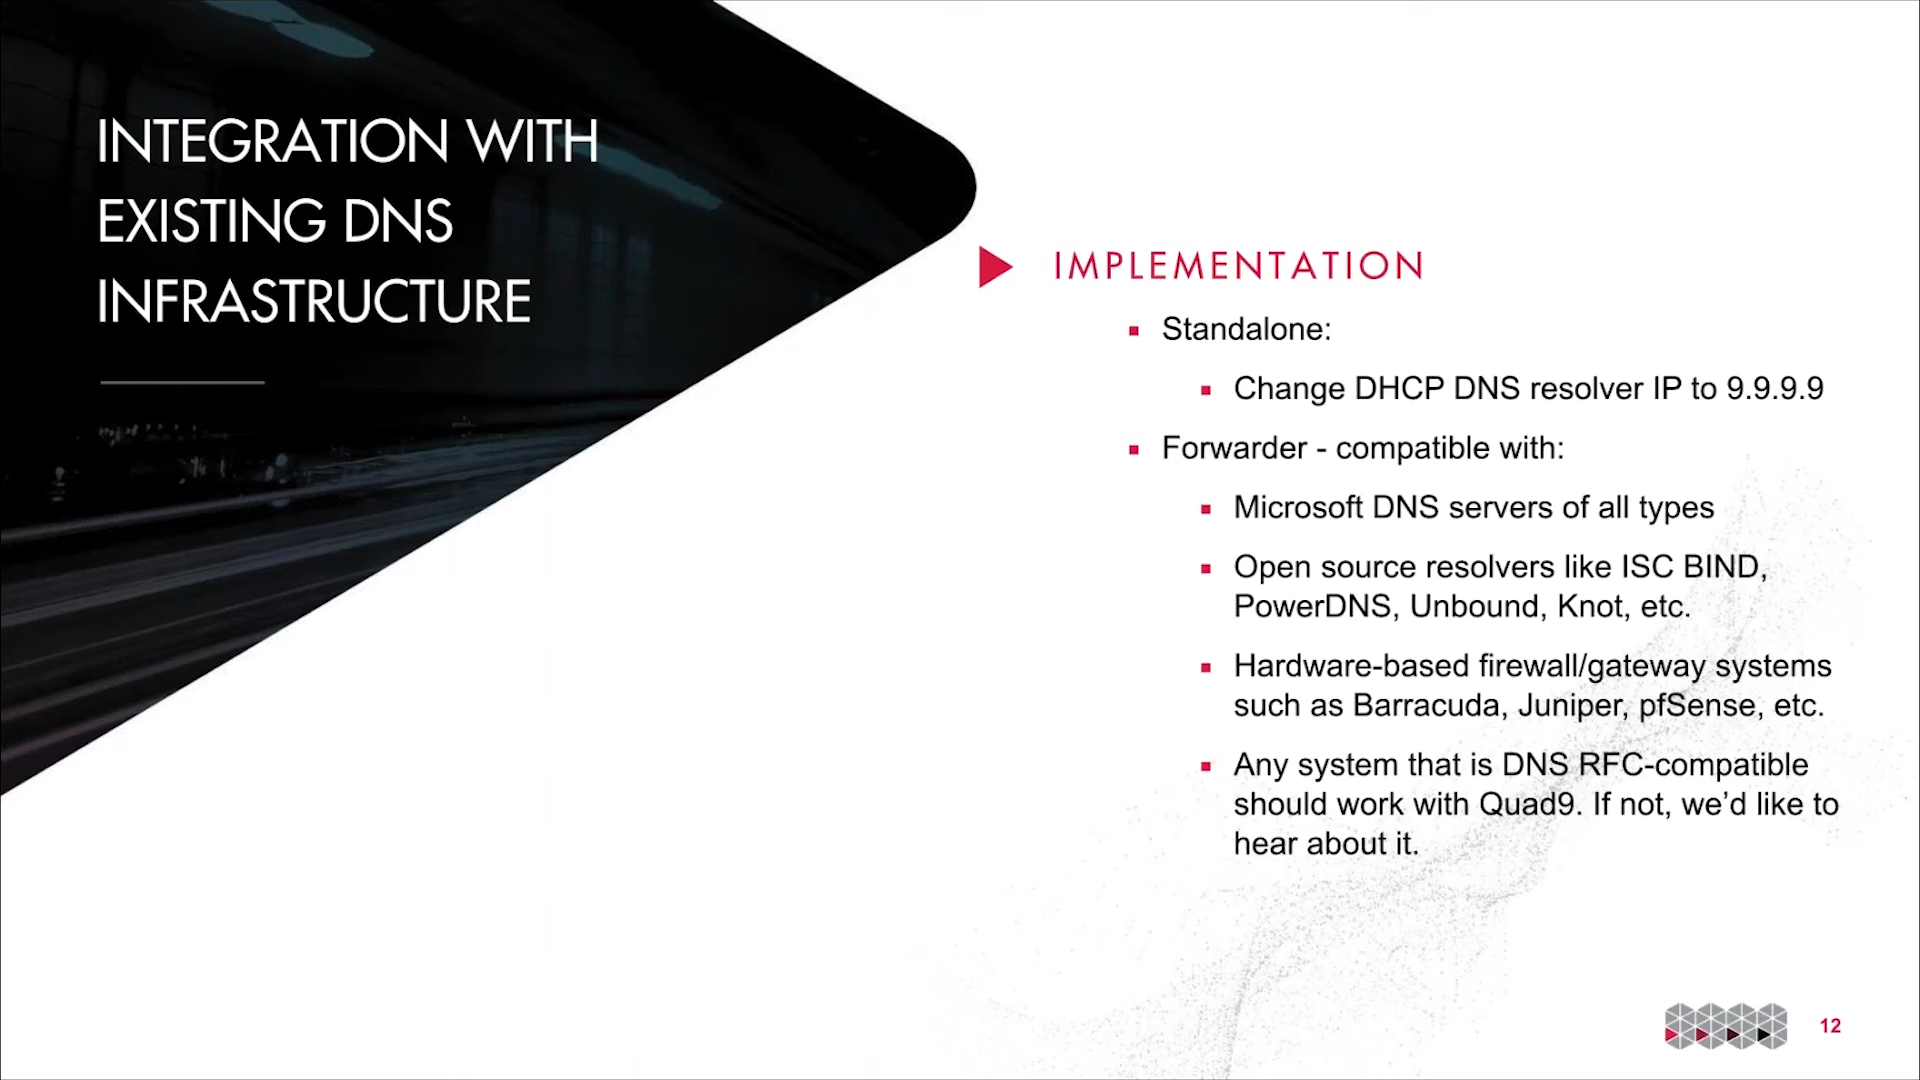 INTEGRATION WITH
EXISTING DNS
INFRASTRUCTURE
IMPLEMENTATION
Standalone:
Change DHCP DNS resolver IP to 9.9.9.9
Forwarder - compatible with:
Microsoft DNS servers of all types
Open source resolvers like ISC BIND,
PowerDNS, Unbound, Knot, etc.
Hardware-based firewall/gateway systems
such as Barracuda, Juniper, pfSense, etc.
Any system that is DNS RFC-compatible
should work with Quad9. If not, we’d like to
hear about it.
12